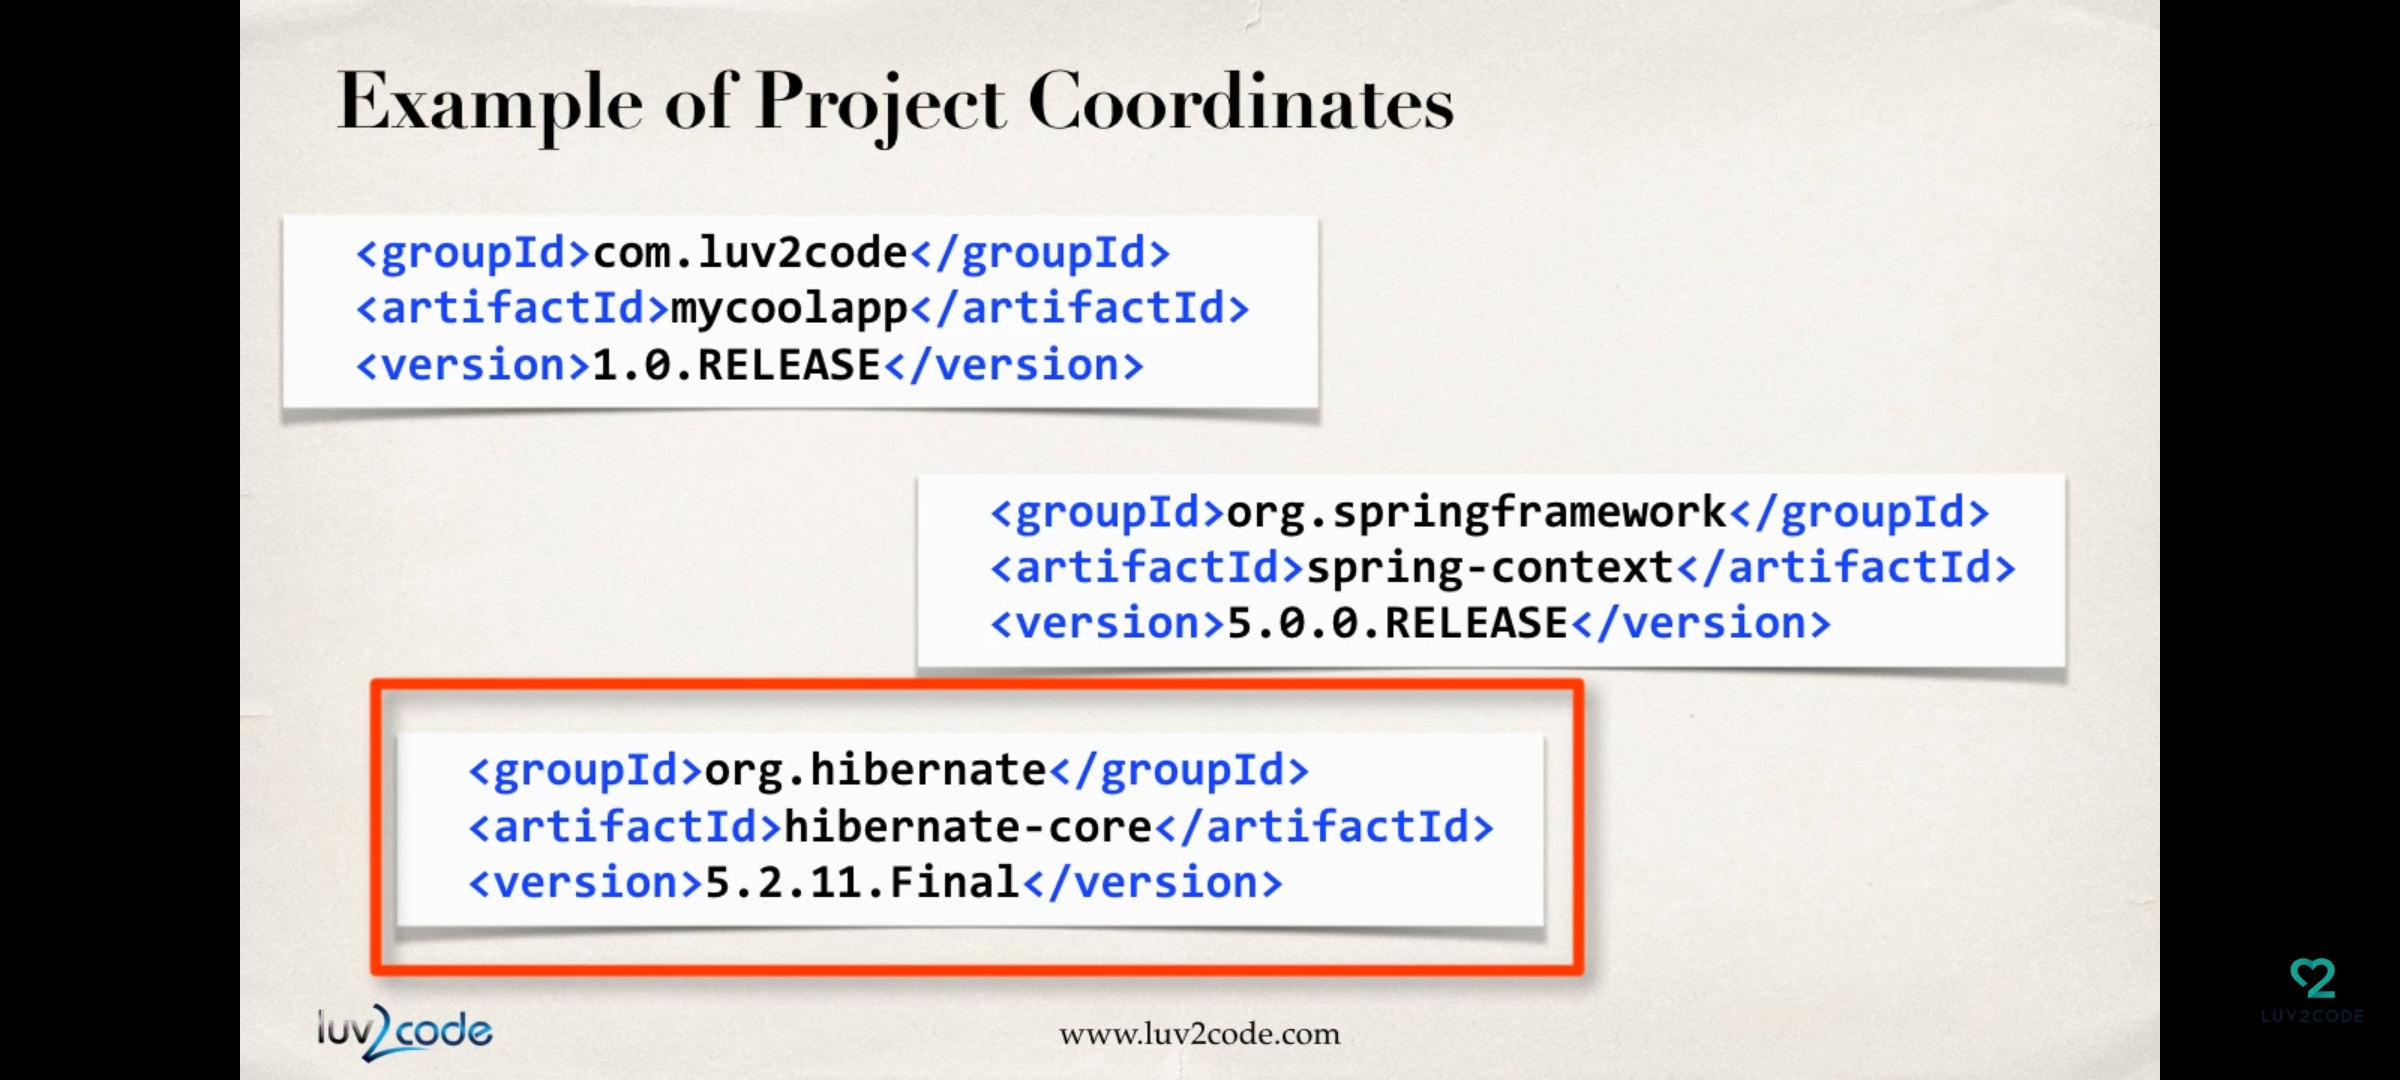 Example of Project Coordinates
<groupId>com.luv2code</groupId>
<artifactId>mycoolapp</artifactId>
<version>1.0.RELEASE</version>
<groupId>org.springframework</groupId>
<artifactId>spring-context</artifactId>
<version>5.0.0.RELEASE</version>
<groupId>org.hibernate</groupId>
<artifactId>hibernate-core</artifactId>
<version>5.2.11.Final</version>
luv2code
www.luv2code.com
2
LUV2CODE